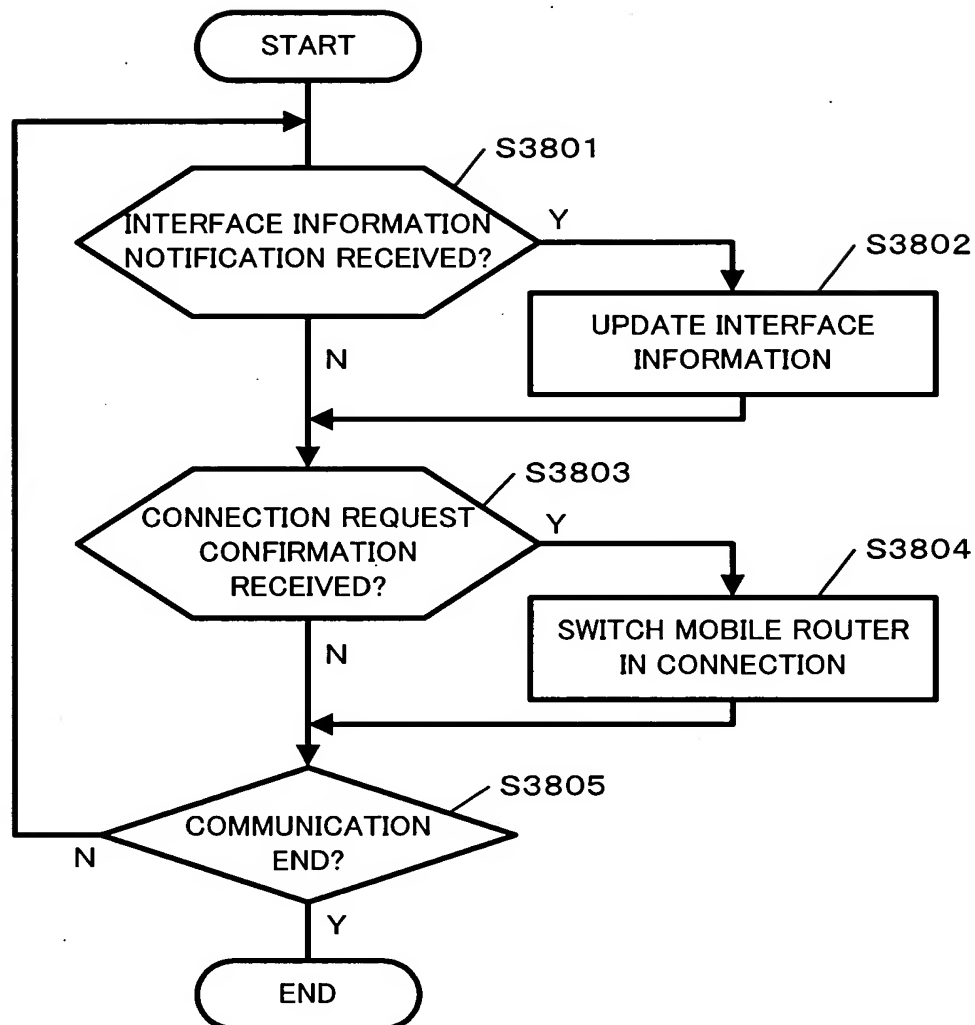 START
S3801
INTERFACE INFORMATION
NOTIFICATION RECEIVED?
Y
S3802
UPDATE INTERFACE
INFORMATION
N
S3803
CONNECTION REQUEST
CONFIRMATION
RECEIVED?
Y
S3804
SWITCH MOBILE ROUTER
IN CONNECTION
N
S3805
COMMUNICATION
END?
N
Y
END